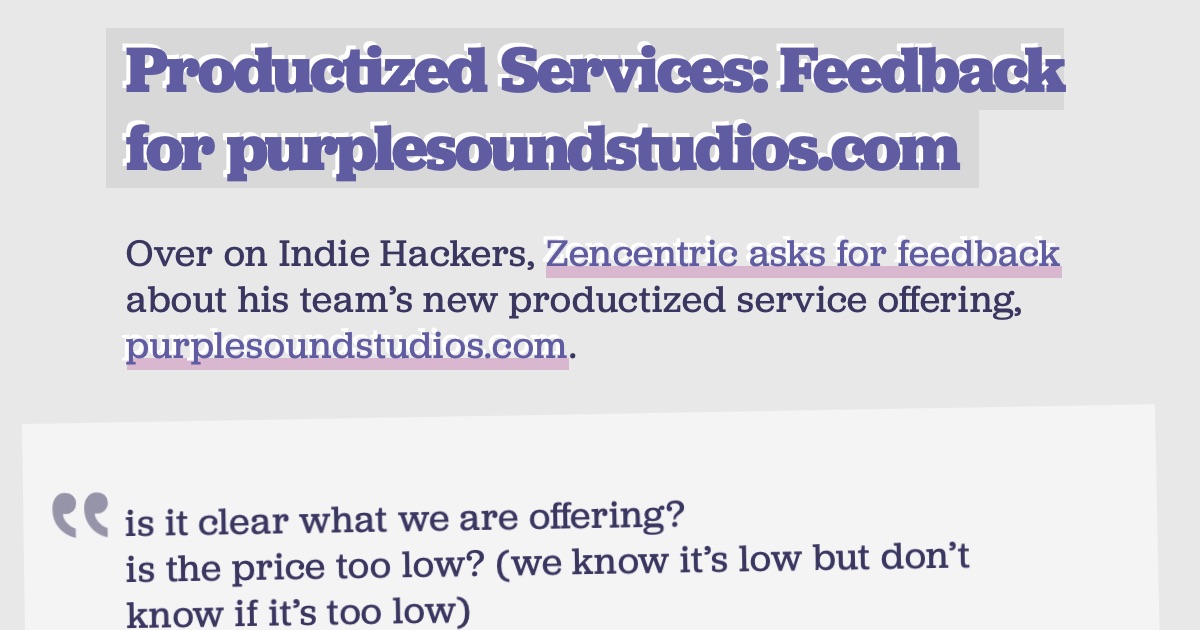 Productized Services: Feedback
for purplesoundstudios.com
Over on Indie Hackers, Zencentric asks for feedback
about his team’s new productized service offering,
purplesoundstudios.com.
“ is it clear what we are offering?
is the price too low? (we know it’s low but don’t
know if it’s too low)